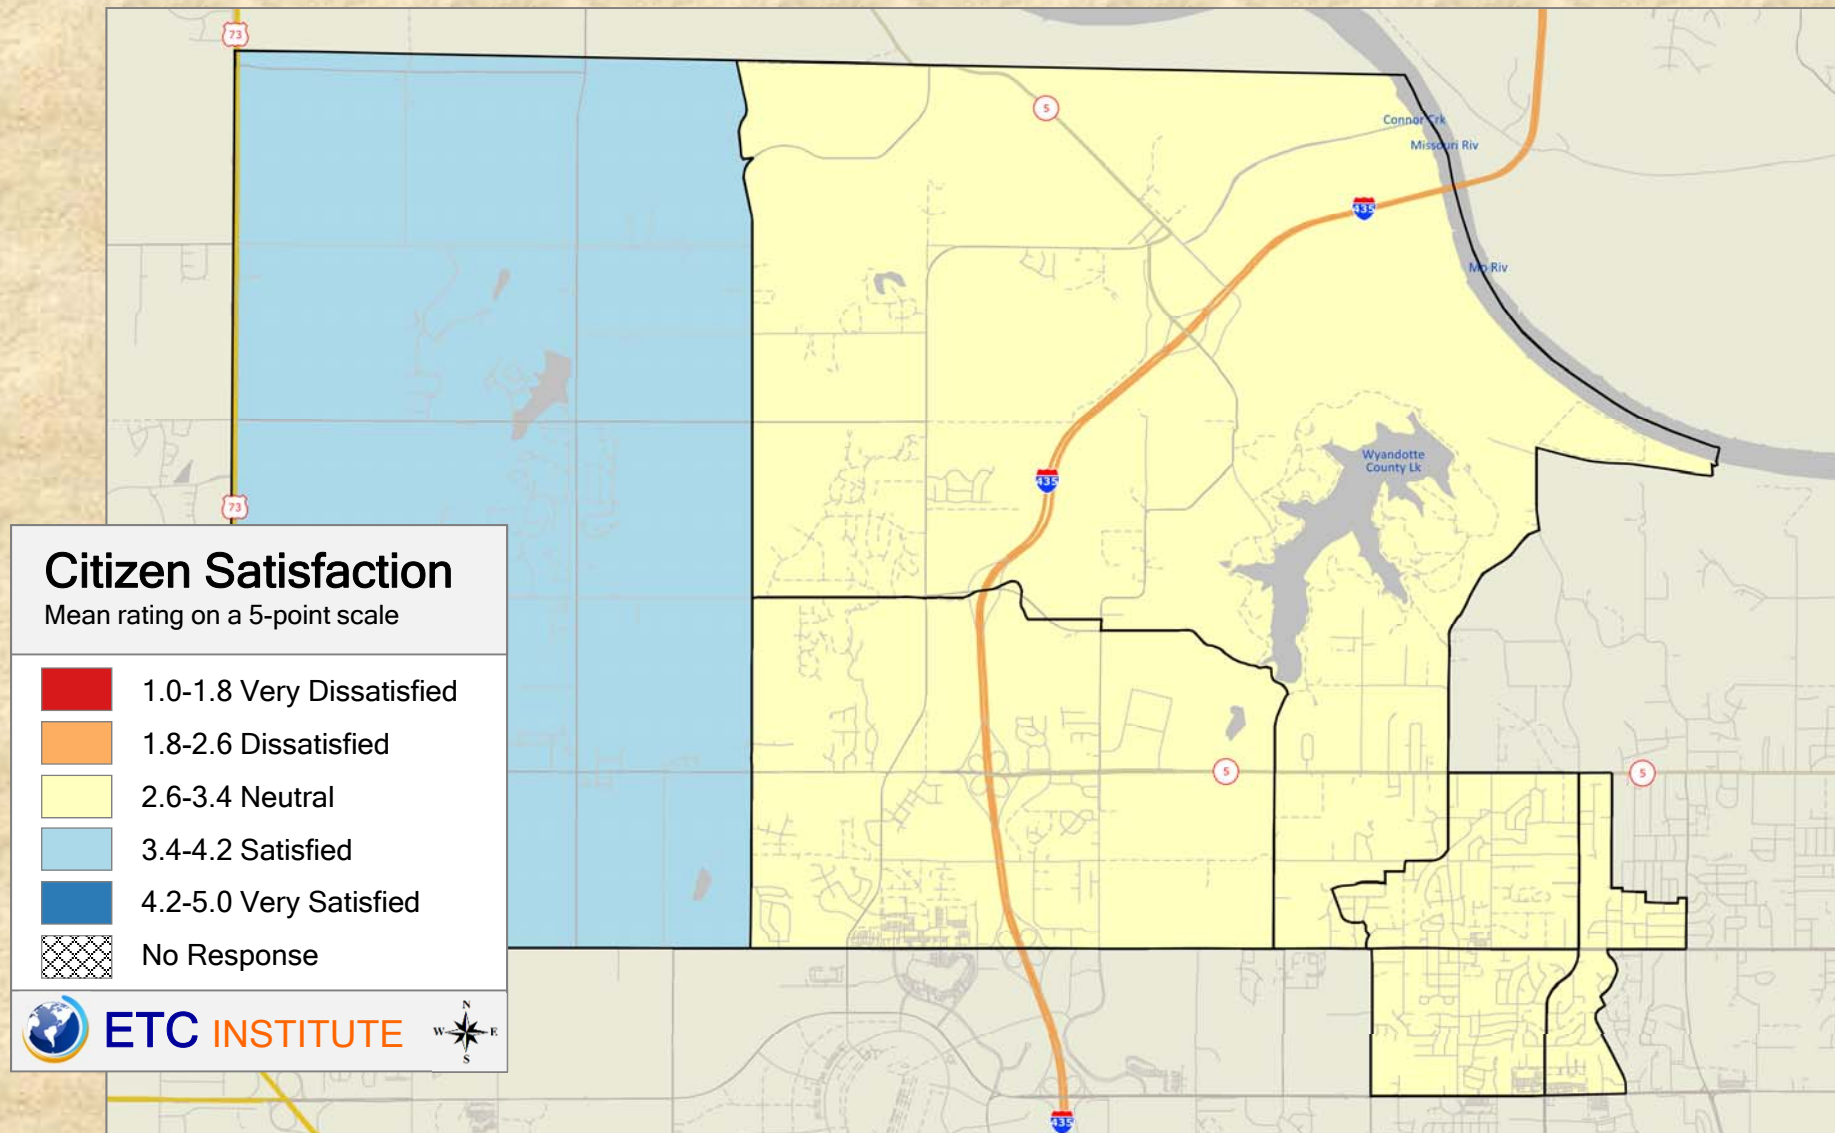 73
5
Connor Crk
Missouri Riv
435
Mo Riv
Wyandotte
County Lk
435
73
Citizen Satisfaction
Mean rating on a 5-point scale
1.0-1.8 Very Dissatisfied
1.8-2.6 Dissatisfied
2.6-3.4 Neutral
3.4-4.2 Satisfied
4.2-5.0 Very Satisfied
No Response
ETC INSTITUTE
N
W E
S
5
5
435